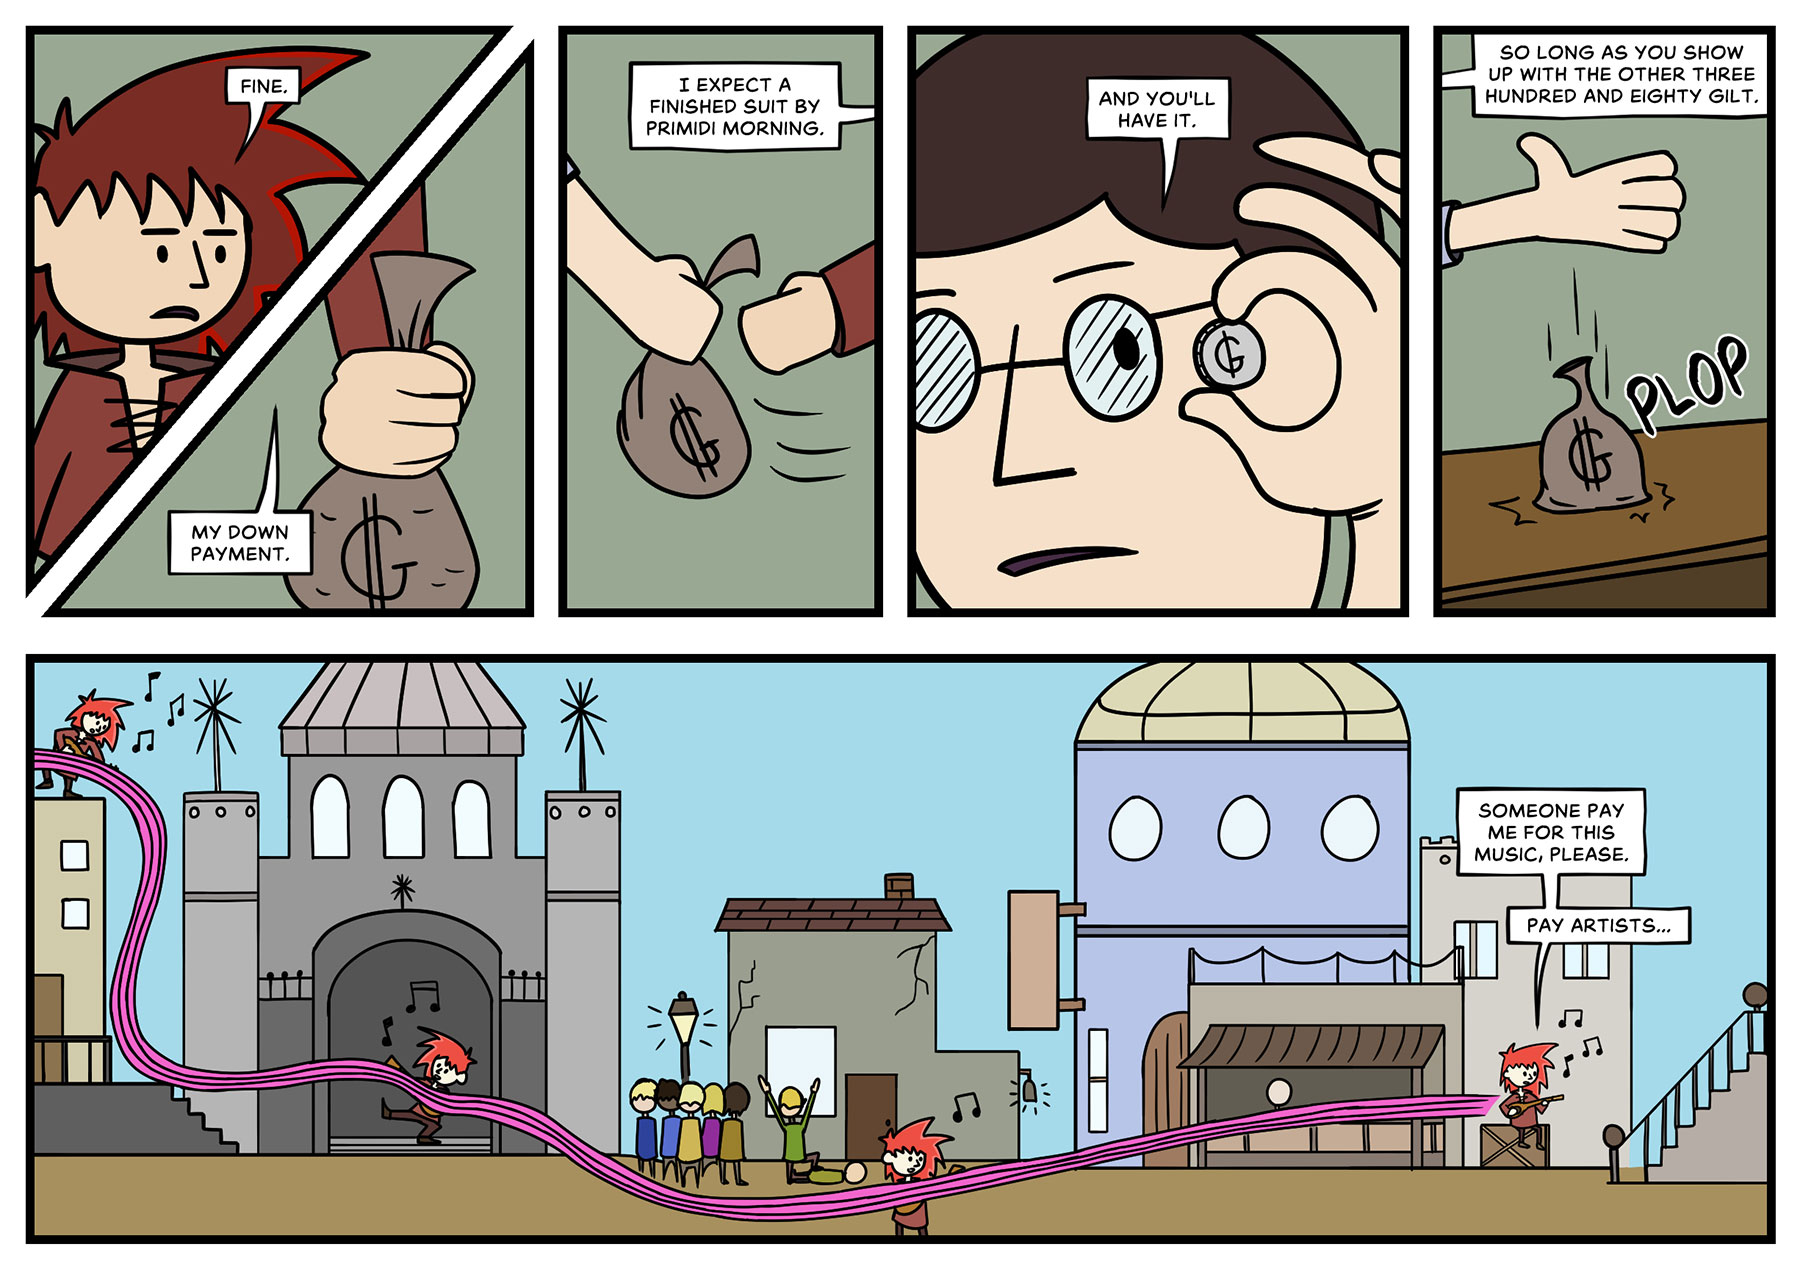 FINE.
MY DOWN
PAYMENT.
I EXPECT A
FINISHED SUIT BY
PRIMIDI MORNING.
AND YOU'LL
HAVE IT.
SO LONG AS YOU SHOW
UP WITH THE OTHER THREE
HUNDRED AND EIGHTY GILT.
PLOP
SOMEONE PAY
ME FOR THIS
MUSIC, PLEASE.
PAY ARTISTS...